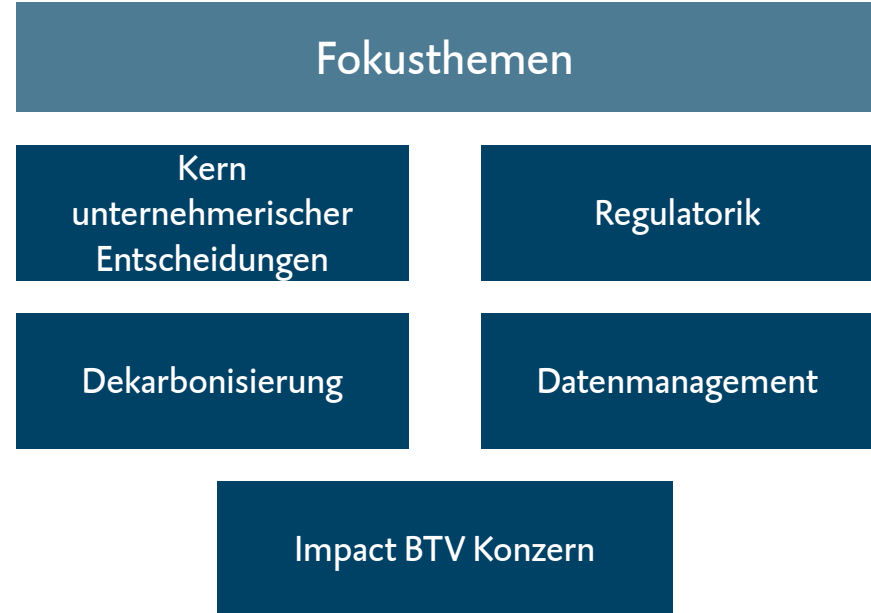 Fokusthemen
Kern
unternehmerischer
Entscheidungen
Regulatorik
Dekarbonisierung
Datenmanagement
Impact BTV Konzern